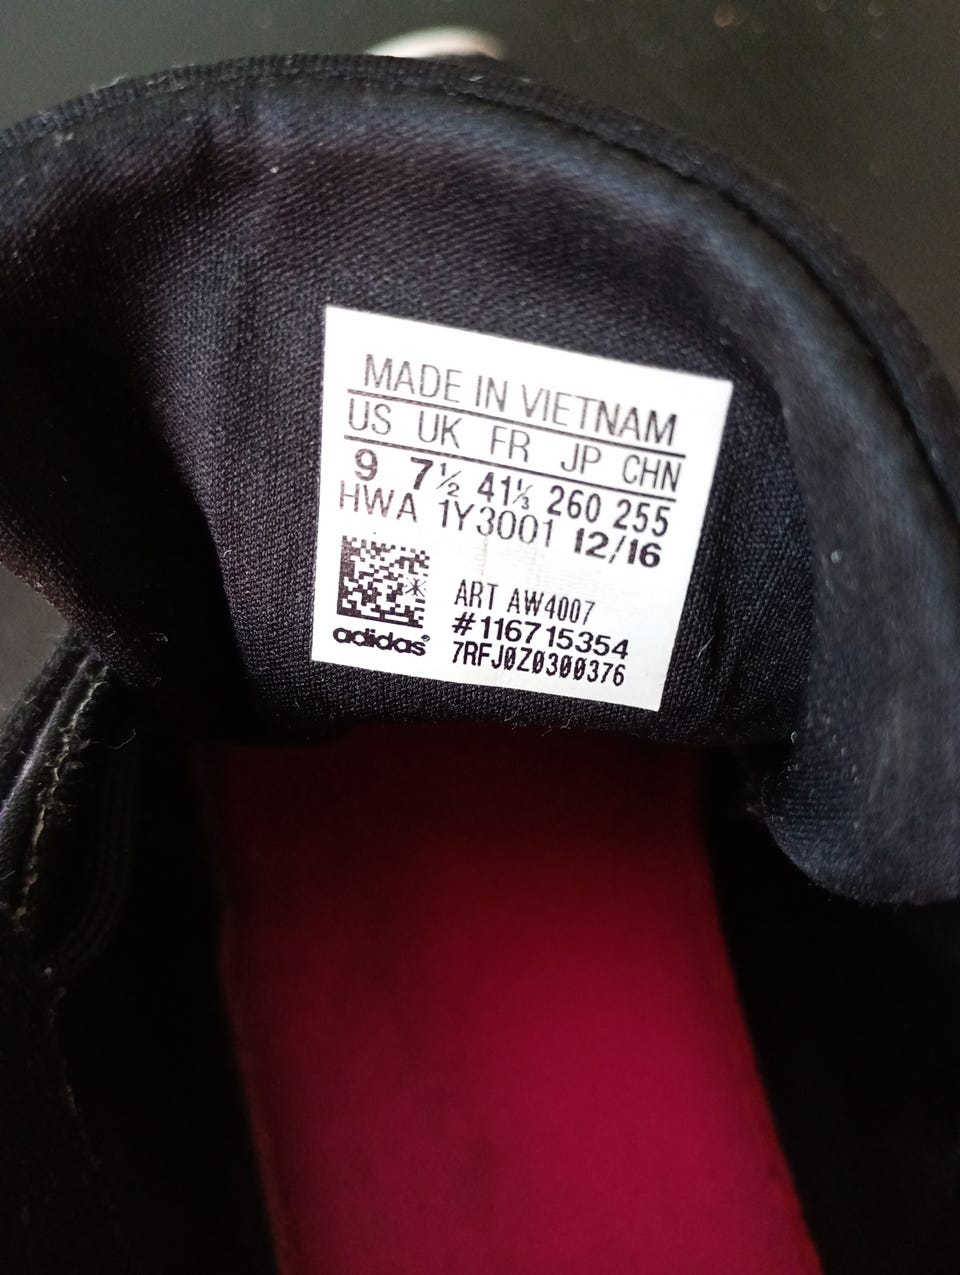 MADE IN VIETNAM
US UK FR JP CHN
9 7½ 41⅓ 260 255
HWA 1Y3001 12/16
ART AW4007
#116715354
7RFJ0Z0300376
adidas®